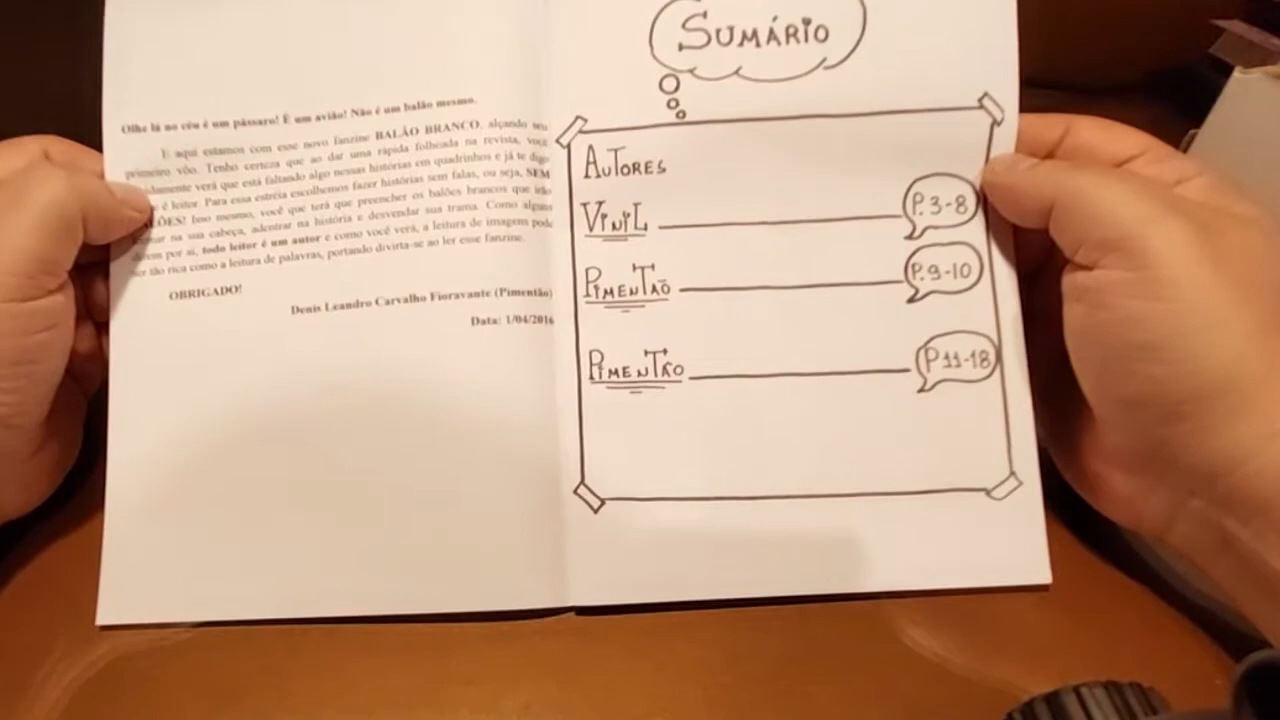 Olhe lá no céu é um pássaro! É um avião! Não é um balão mesmo.
E aqui estamos com esse novo fanzine BALÃO BRANCO, alçando seu
primeiro vôo. Tenho certeza que ao dar uma rápida folheada na revista, você
verá que está faltando algo nessas histórias em quadrinhos e já te digo
é leitor. Para essa estreia escolhemos fazer histórias sem falas, ou seja, SEM
Isso mesmo, você que terá que preencher os balões brancos que irão
na sua cabeça, adentrar na história e desvendar sua trama. Como alguns
dizem por aí, todo leitor é um autor e como você verá, a leitura de imagens pode
ser tão rica como a leitura de palavras, portando divirta-se ao ler esse fanzine.
OBRIGADO!
Denis Leandro Carvalho Fioravante (Pimentão)
Data: 1/04/2016
SUMÁRIO
AUTORES
VINIL P.3-8
PIMENTÃO P.9-10
PIMENTÃO P11-18